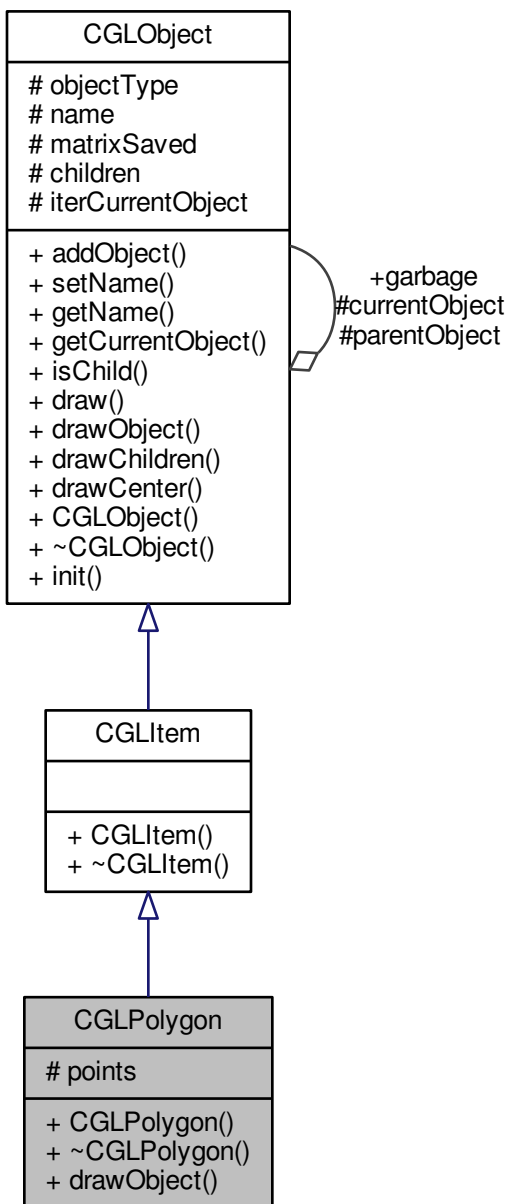 CGLObject
# objectType
# name
# matrixSaved
# children
# iterCurrentObject
+ addObject()
+ setName()
+ getName()
+ getCurrentObject()
+ isChild()
+ draw()
+ drawObject()
+ drawChildren()
+ drawCenter()
+ CGLObject()
+ ~CGLObject()
+ init()
+garbage
#currentObject
#parentObject
CGLItem
+ CGLItem()
+ ~CGLItem()
CGLPolygon
# points
+ CGLPolygon()
+ ~CGLPolygon()
+ drawObject()